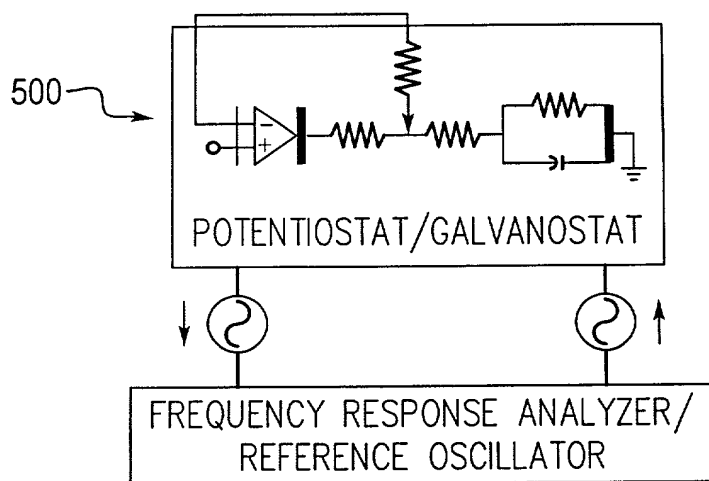 500
−
+
POTENTIOSTAT/GALVANOSTAT
FREQUENCY RESPONSE ANALYZER/
REFERENCE OSCILLATOR